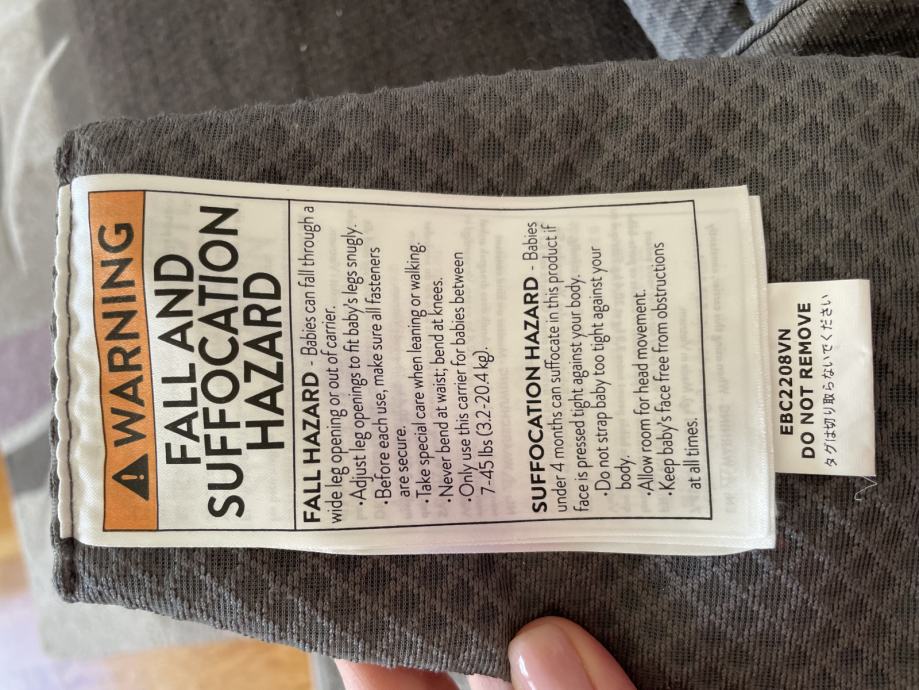 WARNING
FALL AND
SUFFOCATION
HAZARD
FALL HAZARD - Babies can fall through a
wide leg opening or out of carrier.
•Adjust leg openings to fit baby's legs snugly.
•Before each use, make sure all fasteners
are secure.
•Take special care when leaning or walking.
•Never bend at waist; bend at knees.
•Only use this carrier for babies between
7-45 lbs (3.2-20.4 kg).
SUFFOCATION HAZARD - Babies
under 4 months can suffocate in this product if
face is pressed tight against your body.
•Do not strap baby too tight against your
body.
•Allow room for head movement.
•Keep baby's face free from obstructions
at all times.
EBC2208VN
DO NOT REMOVE
タグは切り取らないでください